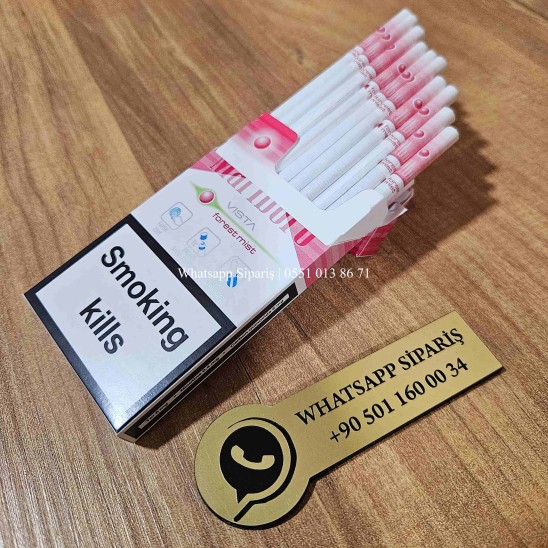 Marlboro
VISTA
forest mist
Smoking
kills
Whatsapp Sipariş | 0551 013 86 71
WHATSAPP SİPARİŞ
+90 501 160 00 34